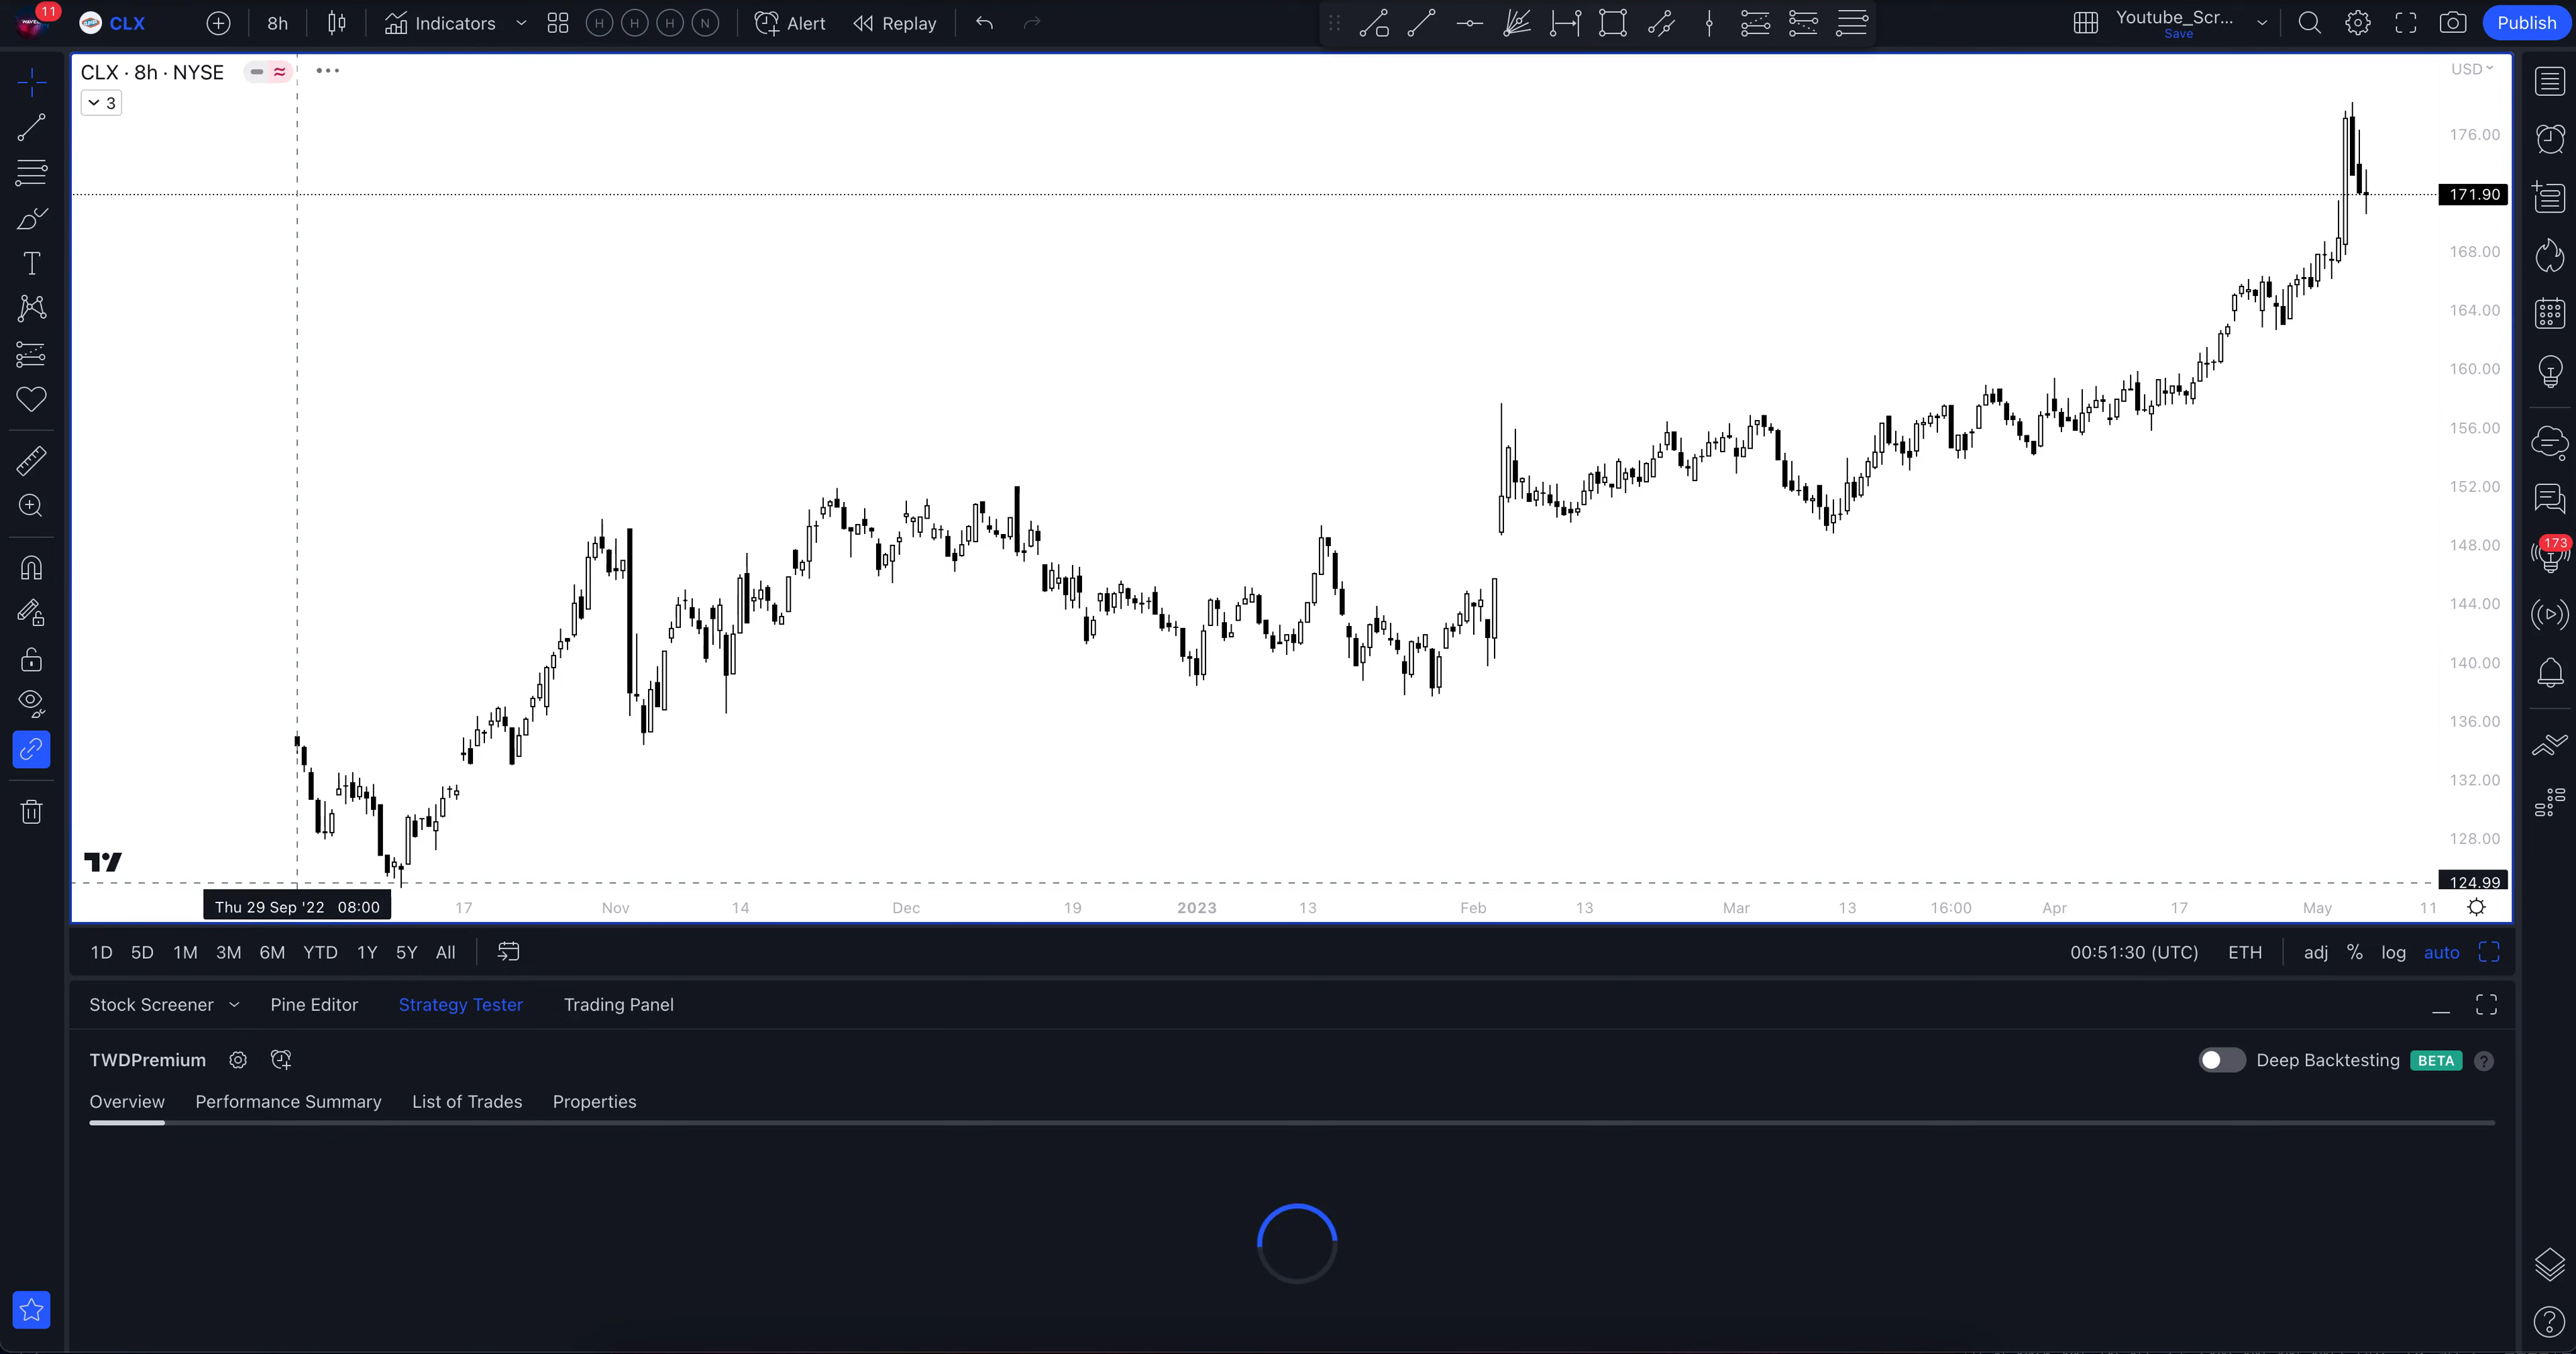 11
CLX
8h
Indicators
H H H N
Alert
Replay
Youtube_Scr...
Save
Publish
CLX · 8h · NYSE
3
USD
176.00
171.90
168.00
164.00
160.00
156.00
152.00
148.00
144.00
140.00
136.00
132.00
128.00
124.99
173
Thu 29 Sep '22 08:00
17 Nov 14 Dec 19 2023 13 Feb 13 Mar 13 16:00 Apr 17 May 11
1D 5D 1M 3M 6M YTD 1Y 5Y All
00:51:30 (UTC) ETH adj % log auto
Stock Screener Pine Editor Strategy Tester Trading Panel
TWDPremium
Deep Backtesting BETA ?
Overview Performance Summary List of Trades Properties